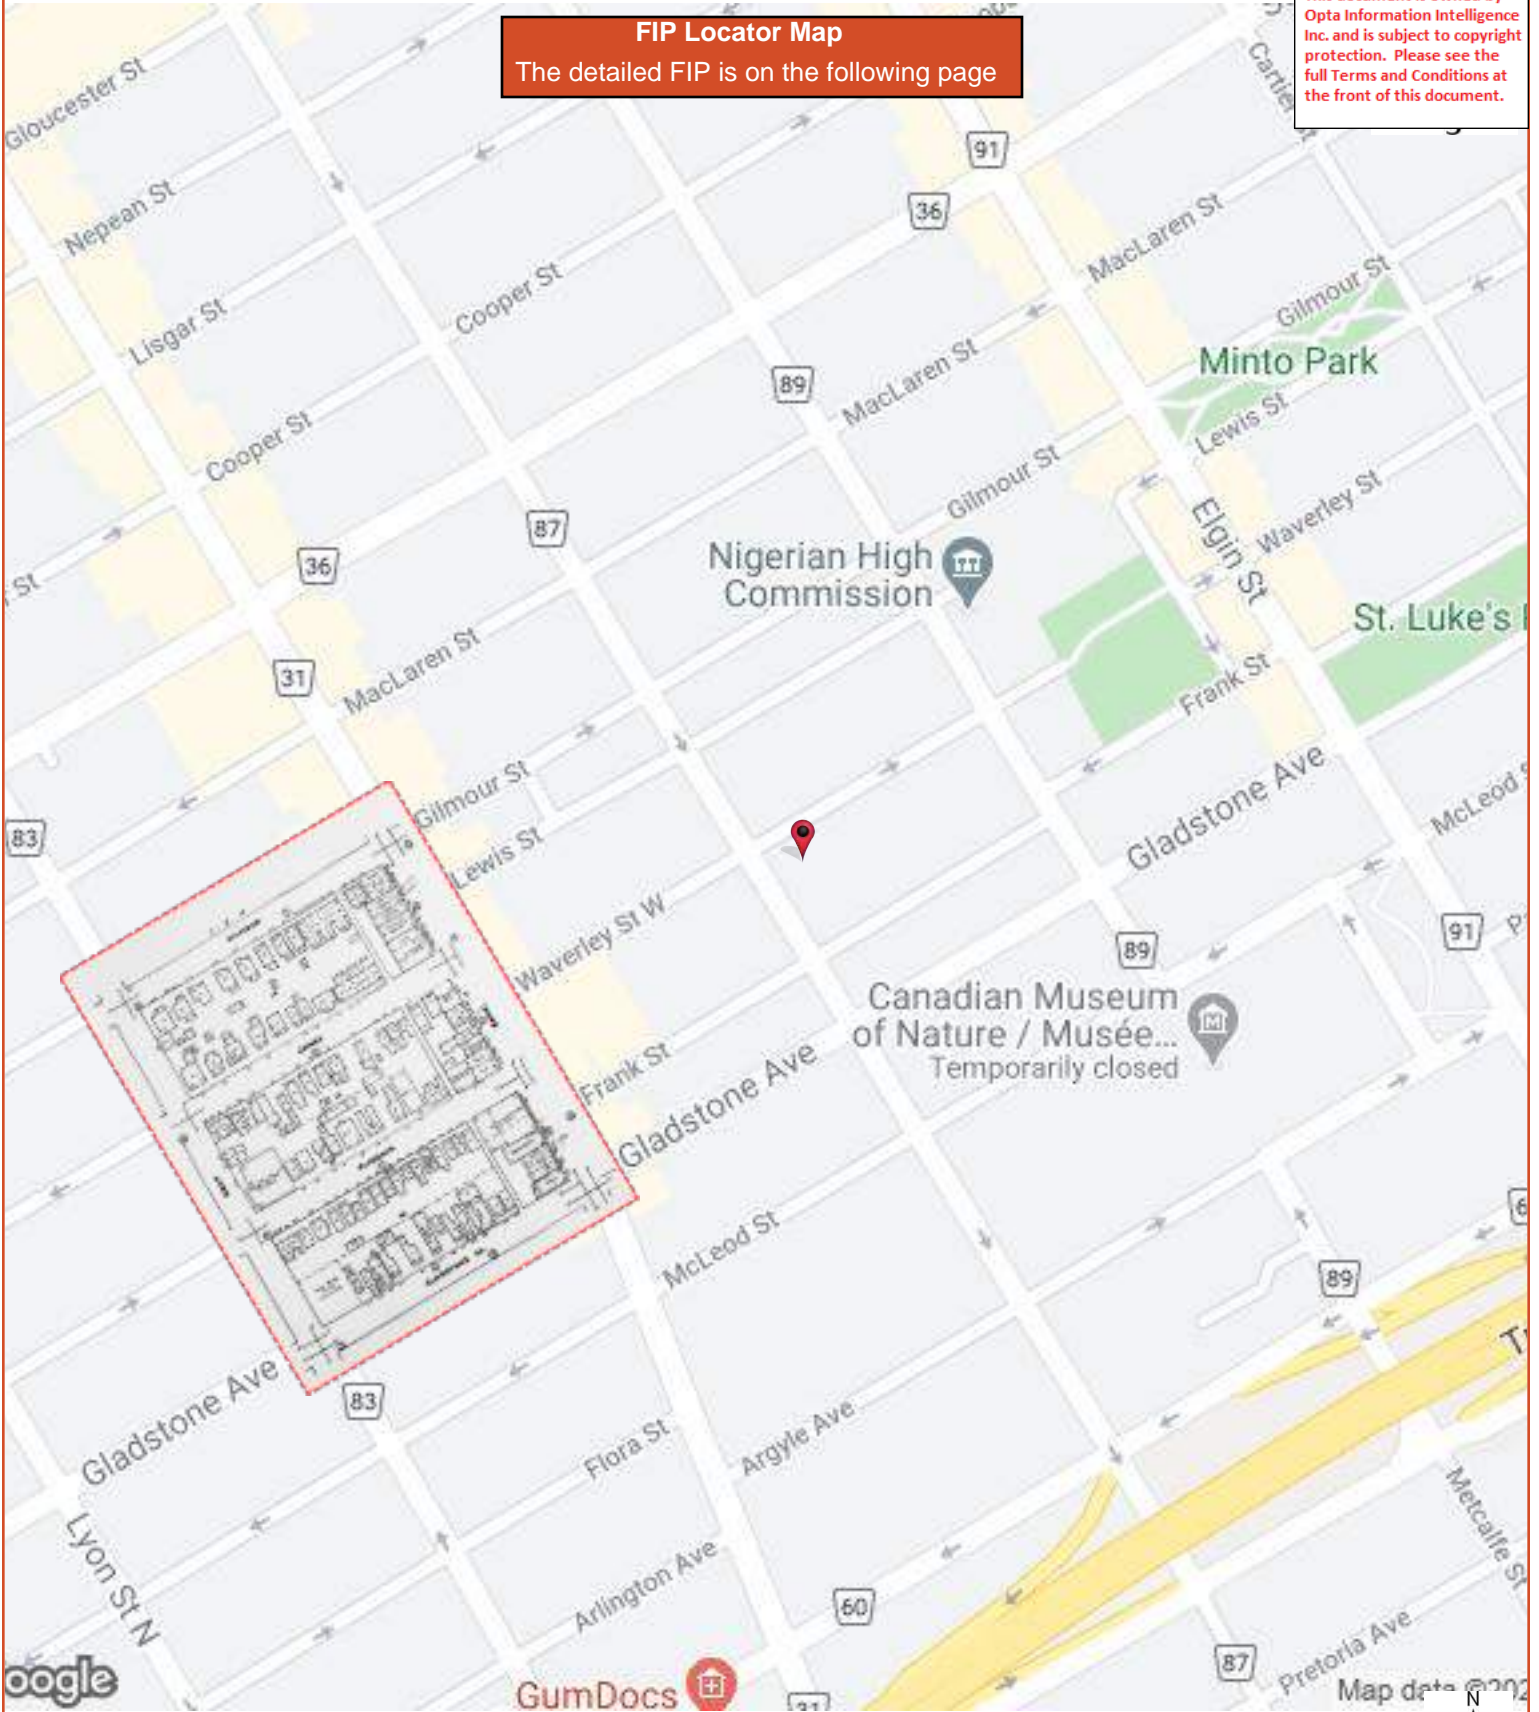 FIP Locator Map
The detailed FIP is on the following page
Opta Information Intelligence
Inc. and is subject to copyright
protection. Please see the
full Terms and Conditions at
the front of this document.
Gloucester St
91
36
Nepean St
MacLaren St
Cooper St
Gilmour St
Lisgar St
Minto Park
89
MacLaren St
Lewis St
Cooper St
Gilmour St
Waverley St
87
Elgin St
36
Nigerian High
Commission
St
St. Luke's
31
MacLaren St
Frank St
Gladstone Ave
Gilmour St
McLeod
83
Lewis St
Waverley St W
91
89
Canadian Museum
of Nature / Musée...
Temporarily closed
Frank St
Gladstone Ave
McLeod St
89
Gladstone Ave
83
Flora St
Argyle Ave
Metcalfe St
Lyon St N
Arlington Ave
60
87
Pretoria Ave
oogle
GumDocs
31
Map data ©202
N